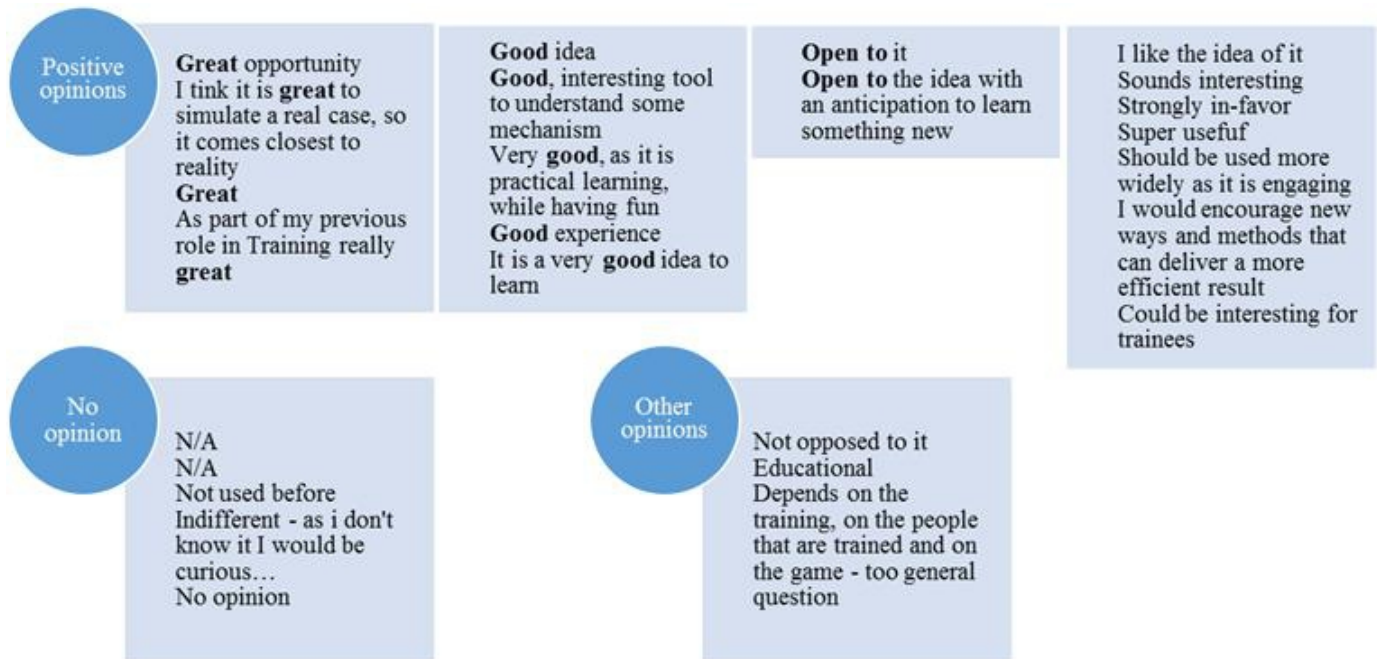 Positive
opinions
Great opportunity
I tink it is great to
simulate a real case, so
it comes closest to
reality
Great
As part of my previous
role in Training really
great
Good idea
Good, interesting tool
to understand some
mechanism
Very good, as it is
practical learning,
while having fun
Good experience
It is a very good idea to
learn
Open to it
Open to the idea with
an anticipation to learn
something new
I like the idea of it
Sounds interesting
Strongly in-favor
Super usefuf
Should be used more
widely as it is engaging
I would encourage new
ways and methods that
can deliver a more
efficient result
Could be interesting for
trainees
No
opinion
N/A
N/A
Not used before
Indifferent - as i don't
know it I would be
curious…
No opinion
Other
opinions
Not opposed to it
Educational
Depends on the
training, on the people
that are trained and on
the game - too general
question